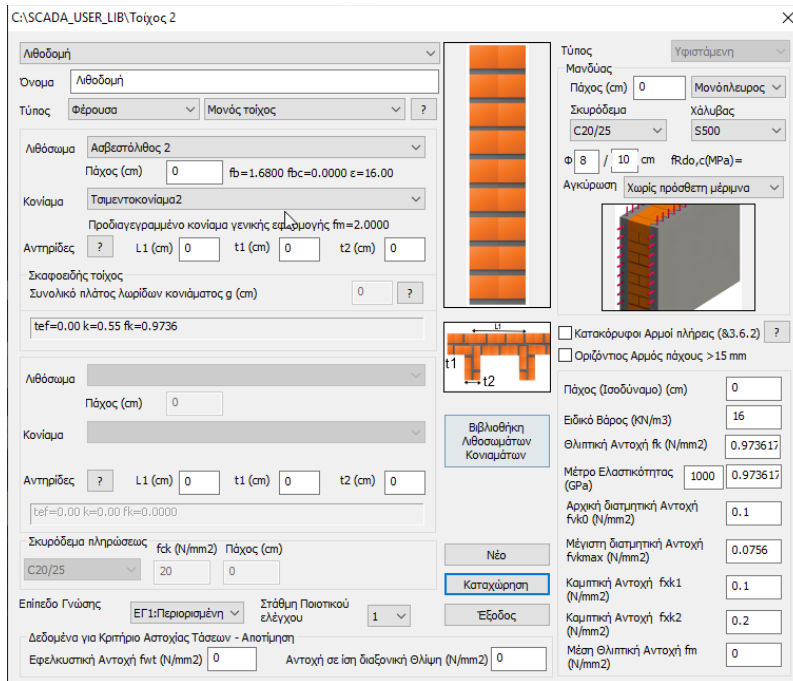 C:\SCADA_USER_LIB\Τοίχος 2
Λιθοδομή
Όνομα Λιθοδομή
Τύπος Φέρουσα Μονός τοίχος ?
Λιθόσωμα Ασβεστόλιθος 2
Πάχος (cm) 0 fb=1.6800 fbc=0.0000 ε=16.00
Κονίαμα Τσιμεντοκονίαμα2
Προδιαγεγραμμένο κονίαμα γενικής εφαρμογής fm=2.0000
Αντηρίδες ? L1 (cm) 0 t1 (cm) 0 t2 (cm) 0
Σκαφοειδής τοίχος
Συνολικό πλάτος λωρίδων κονιάματος g (cm) 0 ?
tef=0.00 k=0.55 fk=0.9736
Λιθόσωμα
Πάχος (cm) 0
Κονίαμα
Αντηρίδες ? L1 (cm) 0 t1 (cm) 0 t2 (cm) 0
tef=0.00 k=0.00 fk=0.0000
Σκυρόδεμα πληρώσεως fck (N/mm2) Πάχος (cm)
C20/25 20 0
Επίπεδο Γνώσης ΕΓ1:Περιορισμένη Στάθμη Ποιοτικού ελέγχου 1
Δεδομένα για Κριτήριο Αστοχίας Τάσεων - Αποτίμηση
Εφελκυστική Αντοχή fwt (N/mm2) 0 Αντοχή σε ίση διαξονική Θλίψη (N/mm2) 0
L1
t1
t2
Βιβλιοθήκη
Λιθοσωμάτων
Κονιαμάτων
Νέο
Καταχώρηση
Έξοδος
Τύπος Υφιστάμενη
Μανδύας
Πάχος (cm) 0 Μονόπλευρος
Σκυρόδεμα Χάλυβας
C20/25 S500
Φ 8 / 10 cm fRdo,c(MPa)=
Αγκύρωση Χωρίς πρόσθετη μέριμνα
Κατακόρυφοι Αρμοί πλήρεις (&3.6.2) ?
Οριζόντιος Αρμός πάχους >15 mm
Πάχος (Ισοδύναμο) (cm) 0
Ειδικό Βάρος (KN/m3) 16
Θλιπτική Αντοχή fk (N/mm2) 0.973617
Μέτρο Ελαστικότητας (GPa) 1000 0.973617
Αρχική διατμητική Αντοχή fvk0 (N/mm2) 0.1
Μέγιστη διατμητική Αντοχή fvkmax (N/mm2) 0.0756
Καμπτική Αντοχή fxk1 (N/mm2) 0.1
Καμπτική Αντοχή fxk2 (N/mm2) 0.2
Μέση Θλιπτική Αντοχή fm (N/mm2) 0